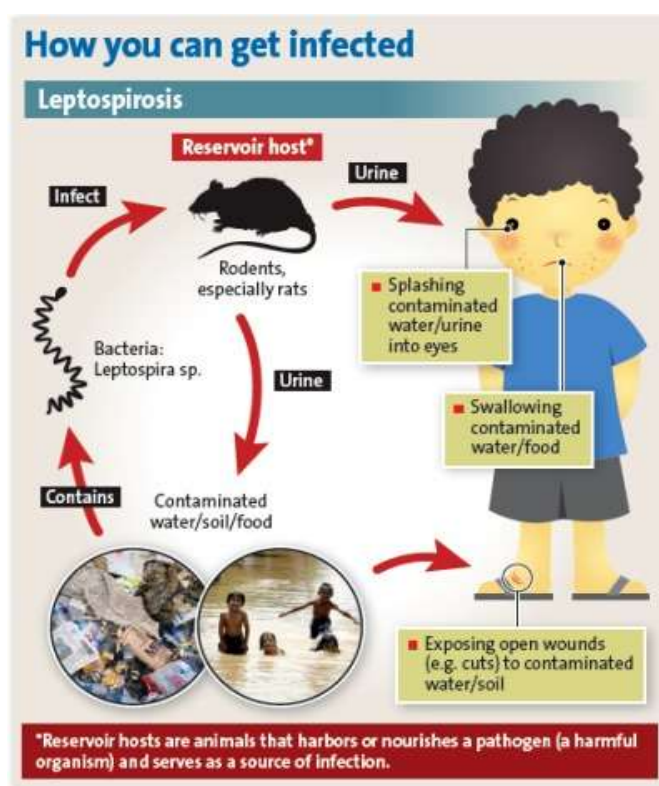 How you can get infected
Leptospirosis
Reservoir host*
Infect
Urine
Rodents,
especially rats
Bacteria:
Leptospira sp.
Urine
Contains
Contaminated
water/soil/food
Splashing
contaminated
water/urine
into eyes
Swallowing
contaminated
water/food
Exposing open wounds
(e.g. cuts) to contaminated
water/soil
*Reservoir hosts are animals that harbors or nourishes a pathogen (a harmful
organism) and serves as a source of infection.